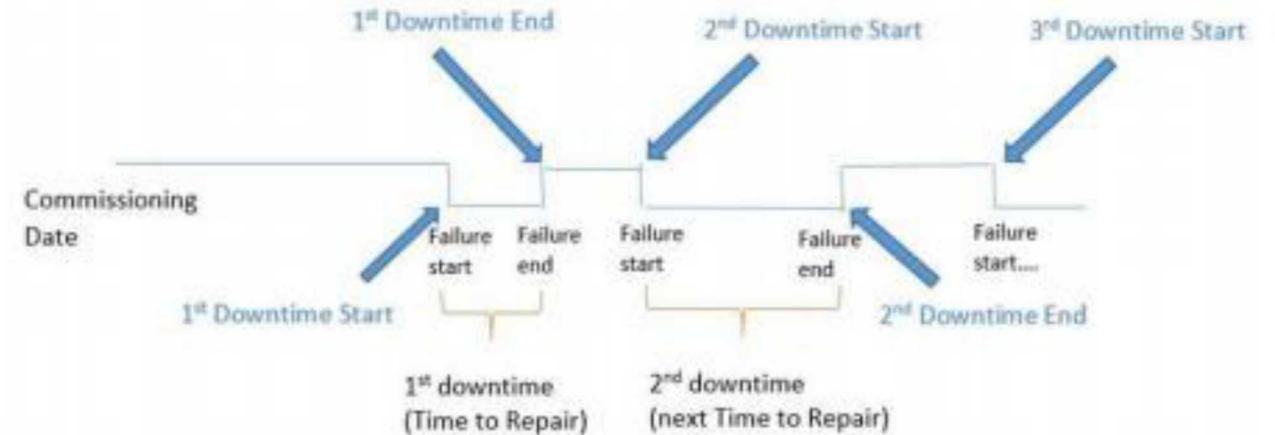 1st Downtime End
2nd Downtime Start
3rd Downtime Start
Commissioning
Date
Failure
start
Failure
end
Failure
start
Failure
end
Failure
start....
1st Downtime Start
2nd Downtime End
1st downtime
(Time to Repair)
2nd downtime
(next Time to Repair)